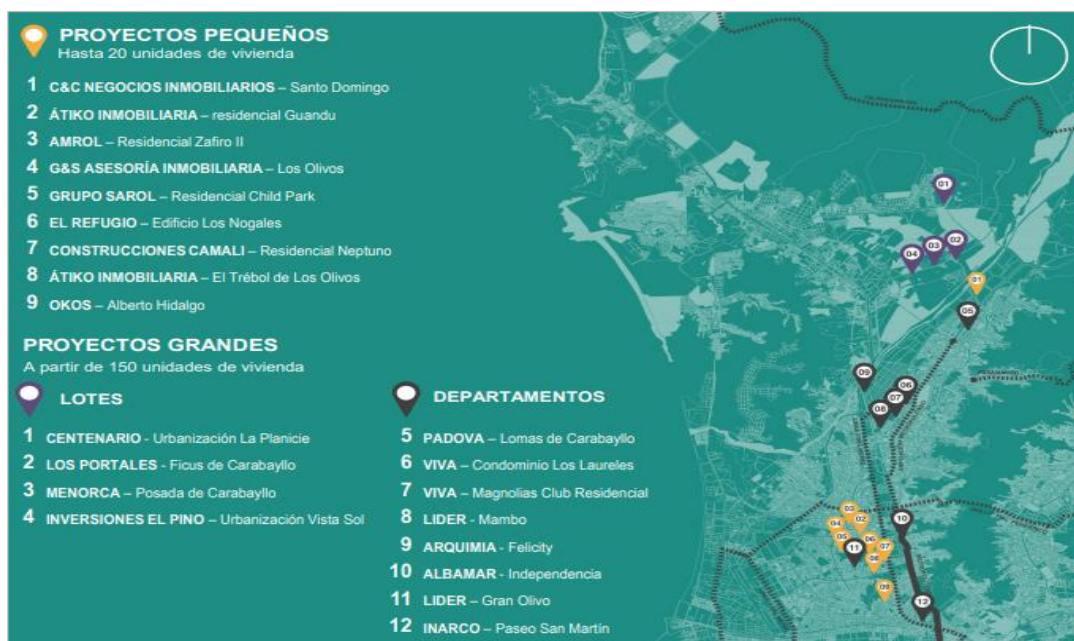 PROYECTOS PEQUEÑOS
Hasta 20 unidades de vivienda
1 C&C NEGOCIOS INMOBILIARIOS – Santo Domingo
2 ÁTIKO INMOBILIARIA – residencial Guandu
3 AMROL – Residencial Zafiro II
4 G&S ASESORÍA INMOBILIARIA – Los Olivos
5 GRUPO SAROL – Residencial Child Park
6 EL REFUGIO – Edificio Los Nogales
7 CONSTRUCCIONES CAMALI – Residencial Neptuno
8 ÁTIKO INMOBILIARIA – El Trébol de Los Olivos
9 OKOS – Alberto Hidalgo
PROYECTOS GRANDES
A partir de 150 unidades de vivienda
LOTES
1 CENTENARIO - Urbanización La Planicie
2 LOS PORTALES - Ficus de Carabayllo
3 MENORCA – Posada de Carabayllo
4 INVERSIONES EL PINO – Urbanización Vista Sol
DEPARTAMENTOS
5 PADOVA – Lomas de Carabayllo
6 VIVA – Condominio Los Laureles
7 VIVA – Magnolias Club Residencial
8 LIDER - Mambo
9 ARQUIMIA - Felicity
10 ALBAMAR - Independencia
11 LIDER – Gran Olivo
12 INARCO – Paseo San Martín
01
02
03
04
01
05
09
06
07
08
03
04
02
10
05
06
11
07
08
09
12